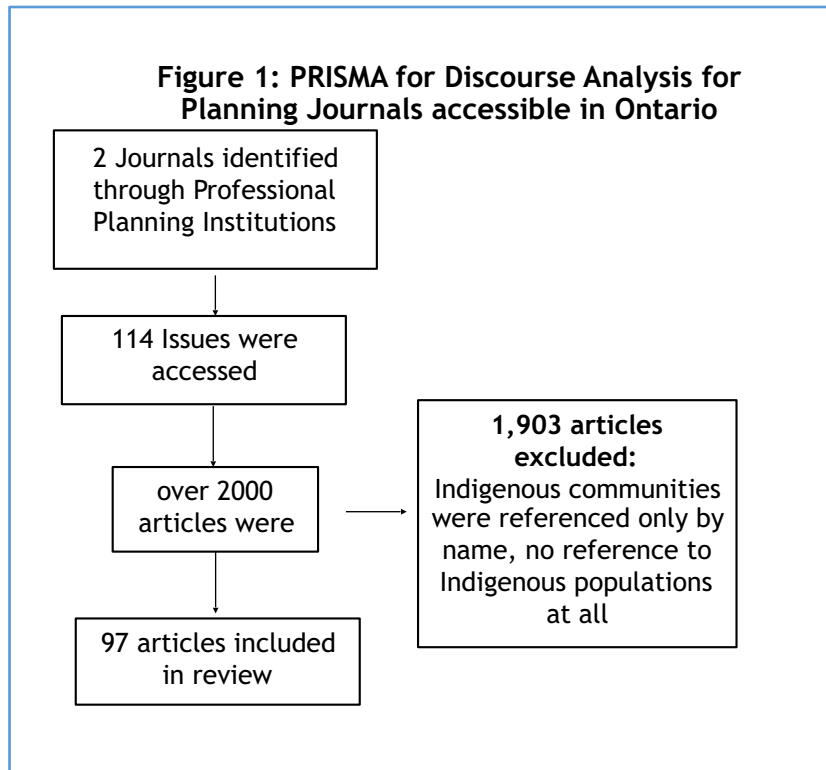 Figure 1: PRISMA for Discourse Analysis for
Planning Journals accessible in Ontario
2 Journals identified
through Professional
Planning Institutions
114 Issues were
accessed
over 2000
articles were
1,903 articles
excluded:
Indigenous communities
were referenced only by
name, no reference to
Indigenous populations
at all
97 articles included
in review